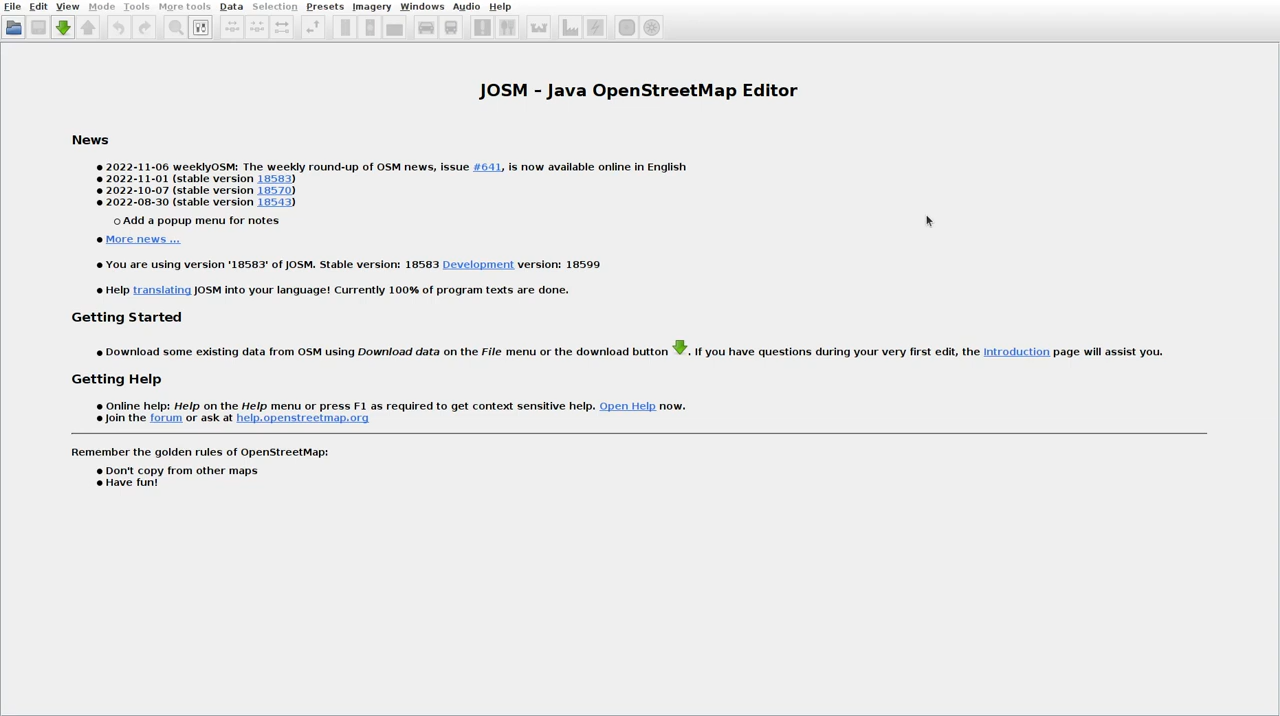 File Edit View Mode Tools More tools Data Selection Presets Imagery Windows Audio Help
JOSM – Java OpenStreetMap Editor
News
2022-11-06 weeklyOSM: The weekly round-up of OSM news, issue #641, is now available online in English
2022-11-01 (stable version 18583)
2022-10-07 (stable version 18570)
2022-08-30 (stable version 18543)
Add a popup menu for notes
More news ...
You are using version '18583' of JOSM. Stable version: 18583 Development version: 18599
Help translating JOSM into your language! Currently 100% of program texts are done.
Getting Started
Download some existing data from OSM using Download data on the File menu or the download button . If you have questions during your very first edit, the Introduction page will assist you.
Getting Help
Online help: Help on the Help menu or press F1 as required to get context sensitive help. Open Help now.
Join the forum or ask at help.openstreetmap.org
Remember the golden rules of OpenStreetMap:
Don't copy from other maps
Have fun!